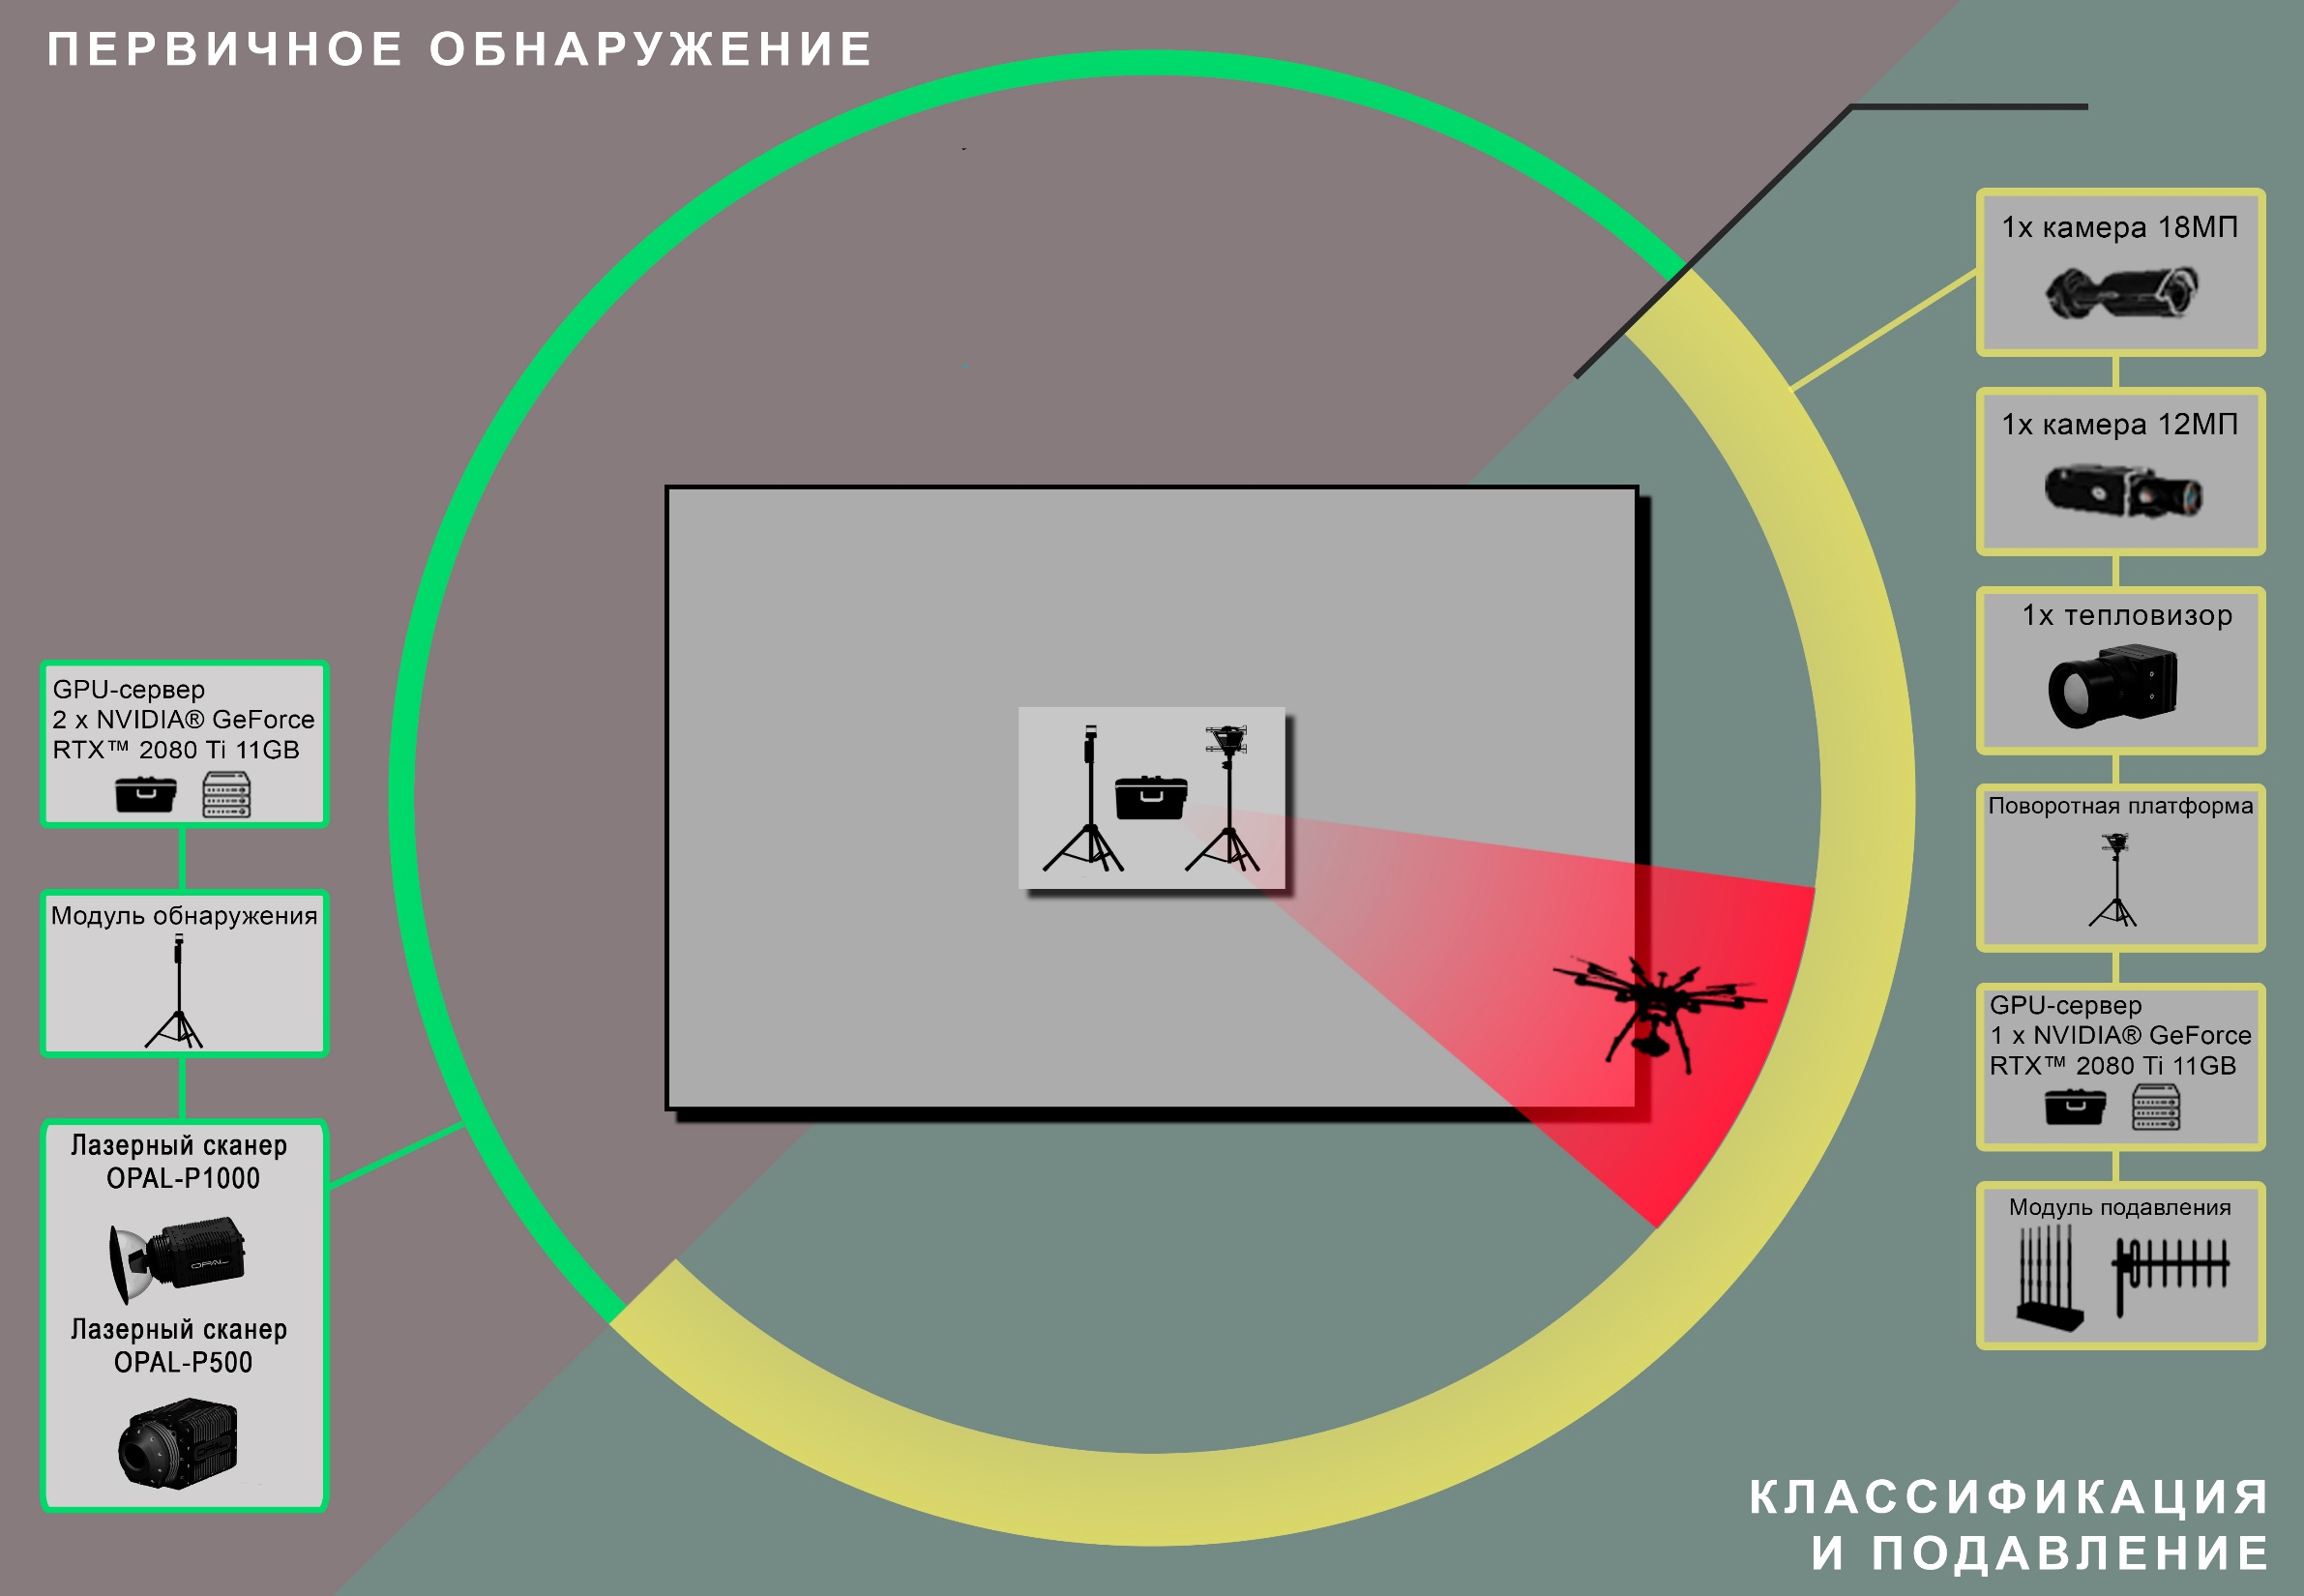 ПЕРВИЧНОЕ ОБНАРУЖЕНИЕ
GPU-сервер
2 x NVIDIA® GeForce
RTX™ 2080 Ti 11GB
Модуль обнаружения
Лазерный сканер
OPAL-P1000
OPAL
Лазерный сканер
OPAL-P500
1x камера 18МП
1x камера 12МП
1x тепловизор
Поворотная платформа
GPU-сервер
1 x NVIDIA® GeForce
RTX™ 2080 Ti 11GB
Модуль подавления
КЛАССИФИКАЦИЯ
И ПОДАВЛЕНИЕ